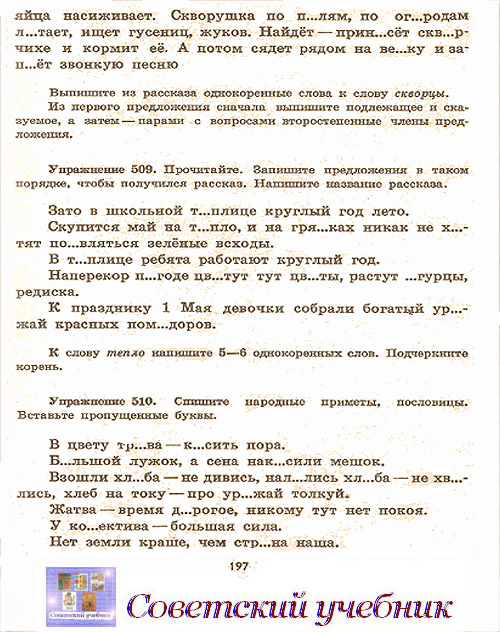 яйца насиживает. Скворушка по п...лям, по ог...родам
л...тает, ищет гусениц, жуков. Найдёт — прин...сёт скв...р-
чихе и кормит её. А потом сядет рядом на ве...ку и за-
п...ёт звонкую песню
Выпишите из рассказа однокоренные слова к слову скворцы.
Из первого предложения сначала выпишите подлежащее и ска-
зуемое, а затем — парами с вопросами второстепенные члены пред-
ложения.
Упражнение 509. Прочитайте. Запишите предложения в таком
порядке, чтобы получился рассказ. Напишите название рассказа.
Зато в школьной т...плице круглый год лето.
Скупится май на т...пло, и на гря...ках никак не х...-
тят по...вляться зелёные всходы.
В т...плице ребята работают круглый год.
Наперекор п...годе цв...тут тут цв...ты, растут ...гурцы,
редиска.
К празднику 1 Мая девочки собрали богатый ур...-
жай красных пом...доров.
К слову тепло напишите 5—6 однокоренных слов. Подчеркните
корень.
Упражнение 510. Спишите народные приметы, пословицы.
Вставьте пропущенные буквы.
В цвету тр...ва — к...сить пора.
Б...льшой лужок, а сена нак...сили мешок.
Взошли хл...ба — не дивись, нал...лись хл...ба — не хв...-
лись, хлеб на току — про ур...жай толкуй.
Жатва — время д...рогое, никому тут нет покоя.
У ко...ектива — большая сила.
Нет земли краше, чем стр...на наша.
197
Советский учебник